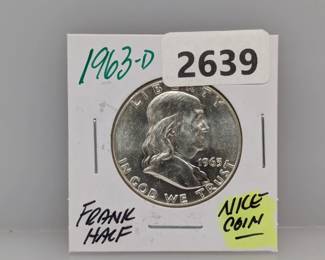 1963-D
2639
LIBERTY
1963
IN GOD WE TRUST
FRANK
HALF
NICE
COIN